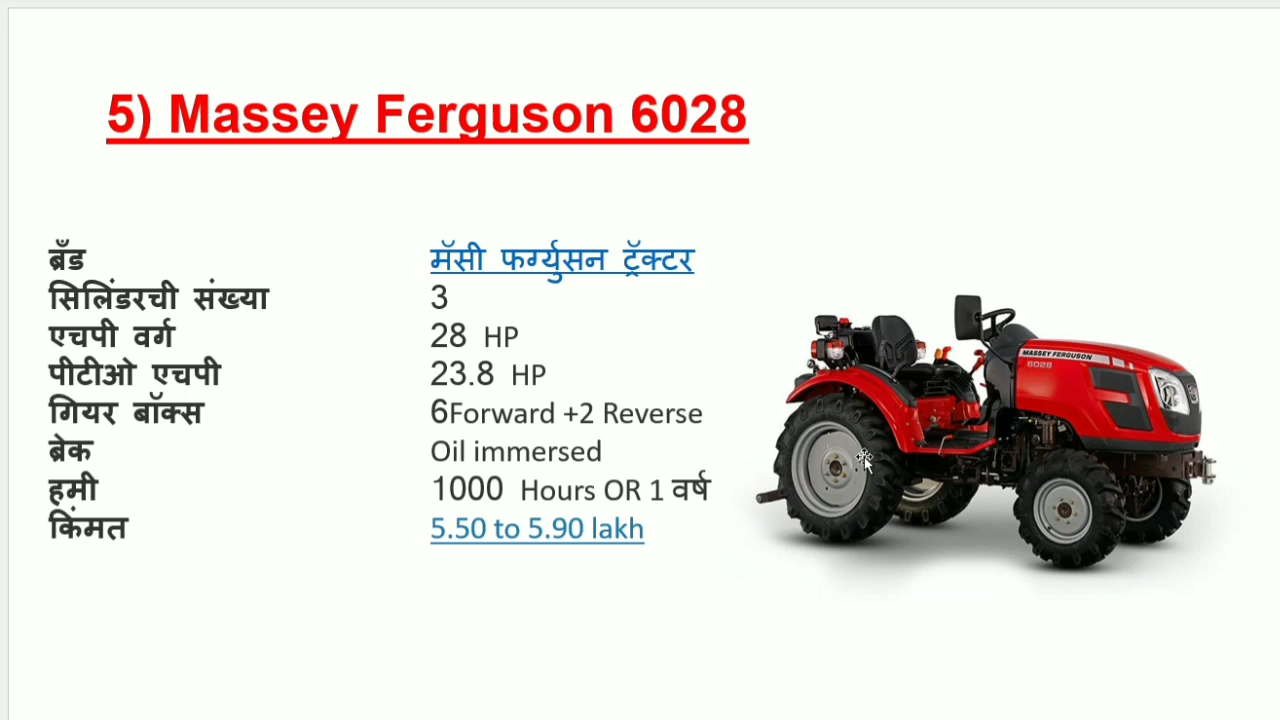 5) Massey Ferguson 6028
ब्रँड मॅसी फर्ग्युसन ट्रॅक्टर
सिलिंडरची संख्या 3
एचपी वर्ग 28 HP
पीटीओ एचपी 23.8 HP
गियर बॉक्स 6Forward +2 Reverse
ब्रेक Oil immersed
हमी 1000 Hours OR 1 वर्ष
किंमत 5.50 to 5.90 lakh
MASSEY FERGUSON
6028